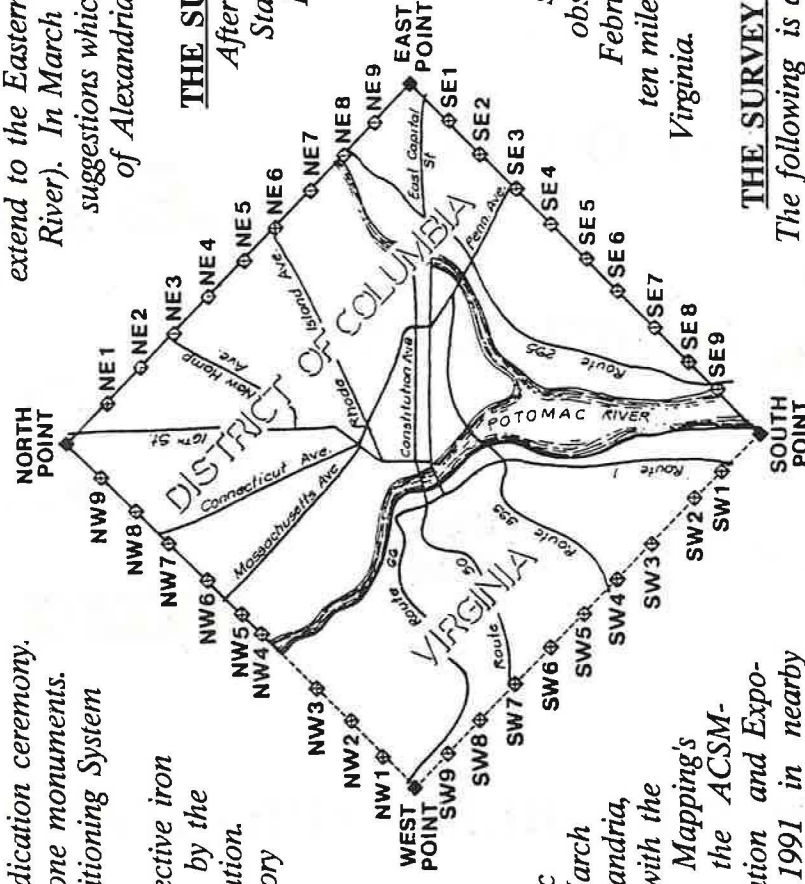 extend to the Eastern
River). In March
suggestions whic
of Alexandria
THE SU
After
Sta
obs
Febr
ten mile
Virginia.
THE SURVEY
The following is
dication ceremony.
one monuments.
itioning System
ective iron
by the
ation.
ory
arch
andria,
with the
Mapping's
the ACSM-
ution and Expo-
1991 in nearby
NORTH
POINT
NE1
NE2
NE3
NE4
NE5
NE6
NE7
NE8
NE9
EAST
POINT
SE1
SE2
SE3
SE4
SE5
SE6
SE7
SE8
SE9
SOUTH
POINT
SW1
SW2
SW3
SW4
SW5
SW6
SW7
SW8
SW9
WEST
POINT
NW1
NW2
NW3
NW4
NW5
NW6
NW7
NW8
NW9
DISTRICT OF COLUMBIA
VIRGINIA
16TH St.
New Hamp Ave.
Connecticut Ave.
Massachusetts Ave
Rhode Island Ave.
Constitution Ave
East Capital St
Penn. Ave.
POTOMAC RIVER
Route 295
Route 1
Route 395
Route 66
Route 50